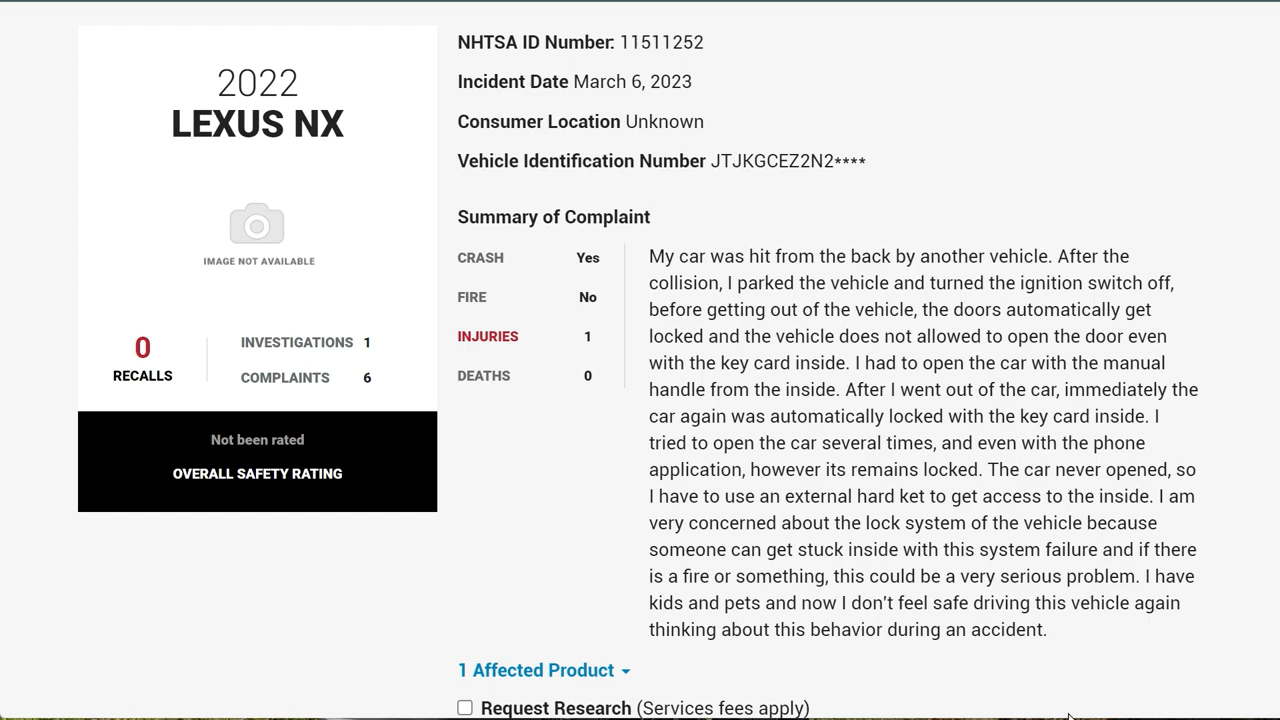 2022
LEXUS NX
IMAGE NOT AVAILABLE
0
RECALLS
INVESTIGATIONS 1
COMPLAINTS 6
Not been rated
OVERALL SAFETY RATING
NHTSA ID Number: 11511252
Incident Date March 6, 2023
Consumer Location Unknown
Vehicle Identification Number JTJKGCEZ2N2****
Summary of Complaint
CRASH Yes
FIRE No
INJURIES 1
DEATHS 0
My car was hit from the back by another vehicle. After the
collision, I parked the vehicle and turned the ignition switch off,
before getting out of the vehicle, the doors automatically get
locked and the vehicle does not allowed to open the door even
with the key card inside. I had to open the car with the manual
handle from the inside. After I went out of the car, immediately the
car again was automatically locked with the key card inside. I
tried to open the car several times, and even with the phone
application, however its remains locked. The car never opened, so
I have to use an external hard ket to get access to the inside. I am
very concerned about the lock system of the vehicle because
someone can get stuck inside with this system failure and if there
is a fire or something, this could be a very serious problem. I have
kids and pets and now I don't feel safe driving this vehicle again
thinking about this behavior during an accident.
1 Affected Product
Request Research (Services fees apply)